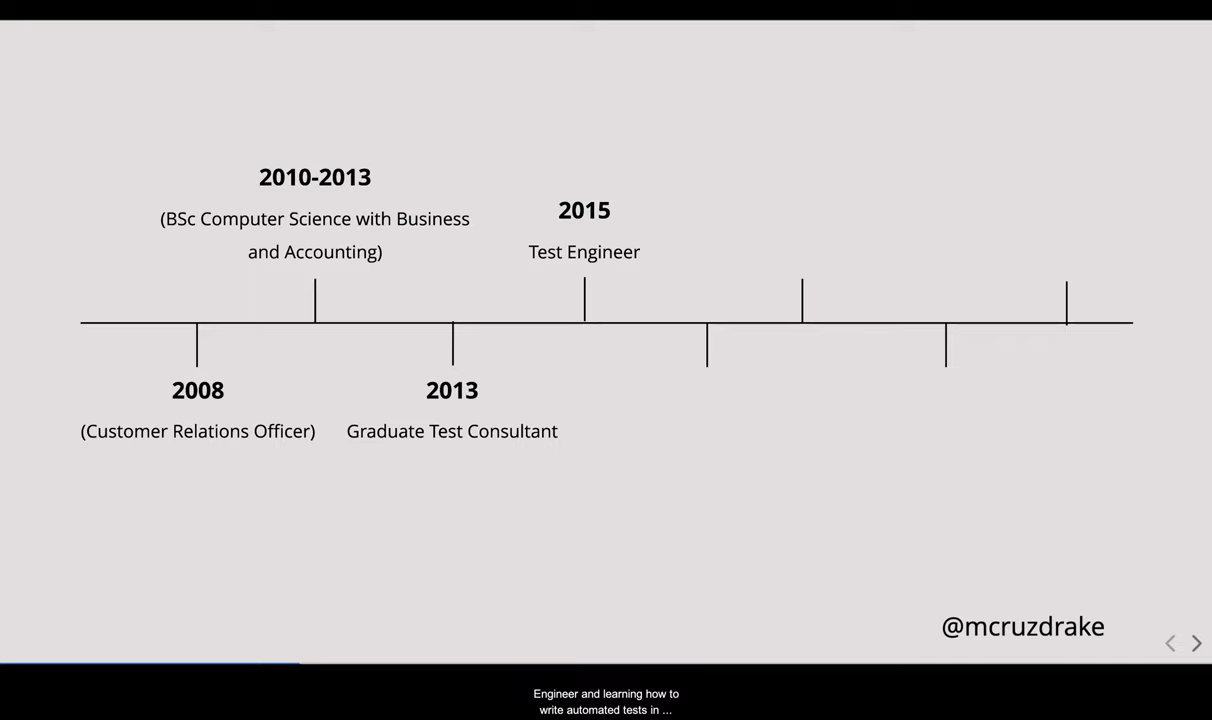 2010-2013
(BSc Computer Science with Business
and Accounting)
2015
Test Engineer
2008
(Customer Relations Officer)
2013
Graduate Test Consultant
@mcruzdrake
Engineer and learning how to
write automated tests in ...